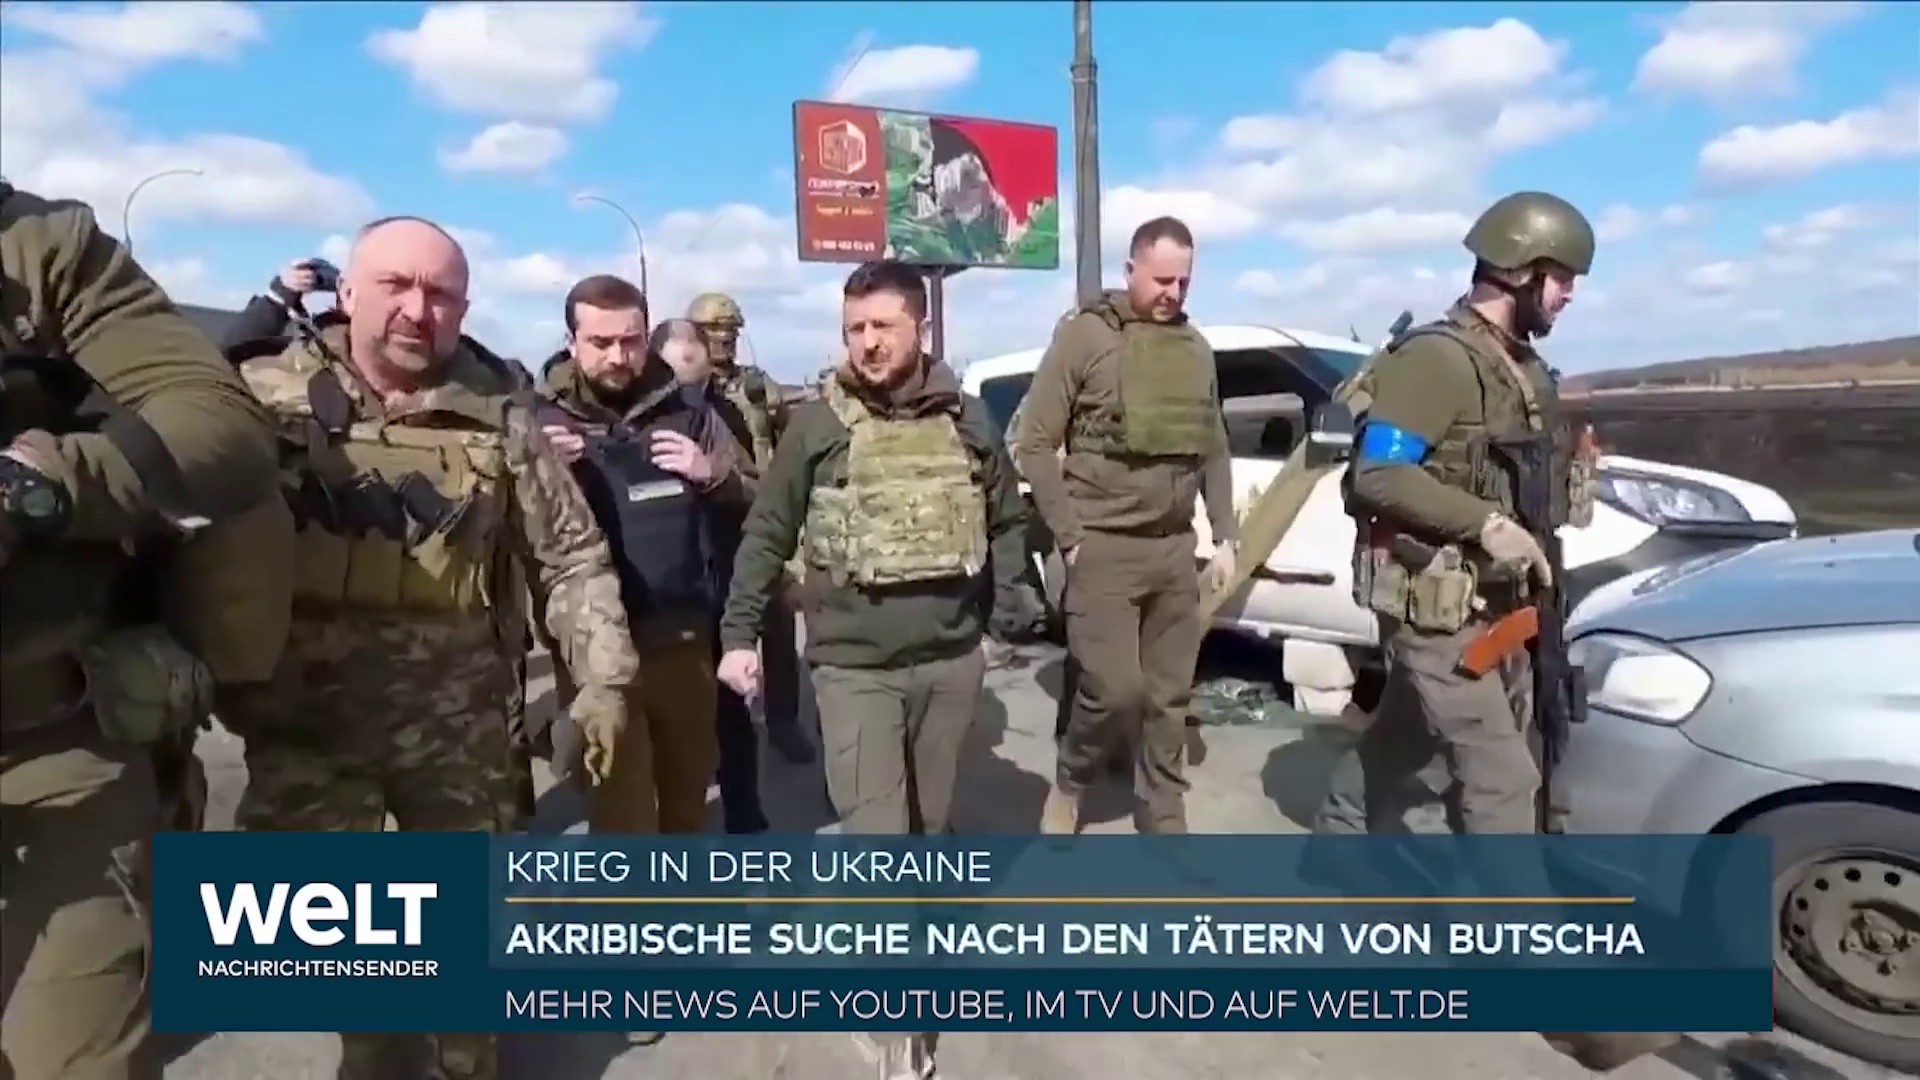 KRIEG IN DER UKRAINE
WELT
NACHRICHTENSENDER
AKRIBISCHE SUCHE NACH DEN TÄTERN VON BUTSCHA
MEHR NEWS AUF YOUTUBE, IM TV UND AUF WELT.DE